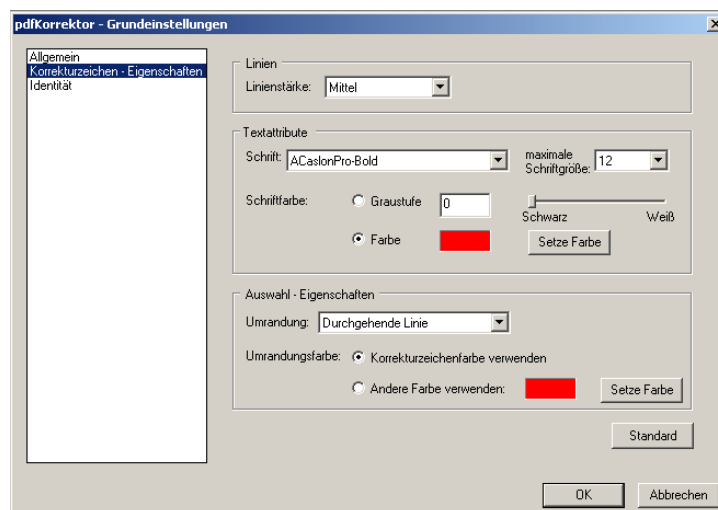 pdfKorrektor - Grundeinstellungen
Allgemein
Korrekturzeichen - Eigenschaften
Identität
Linien
Linienstärke: Mittel
Textattribute
Schrift: ACaslonPro-Bold
maximale
Schriftgröße: 12
Schriftfarbe: Graustufe 0
Schwarz Weiß
Farbe Setze Farbe
Auswahl - Eigenschaften
Umrandung: Durchgehende Linie
Umrandungsfarbe: Korrekturzeichenfarbe verwenden
Andere Farbe verwenden: Setze Farbe
Standard
OK Abbrechen